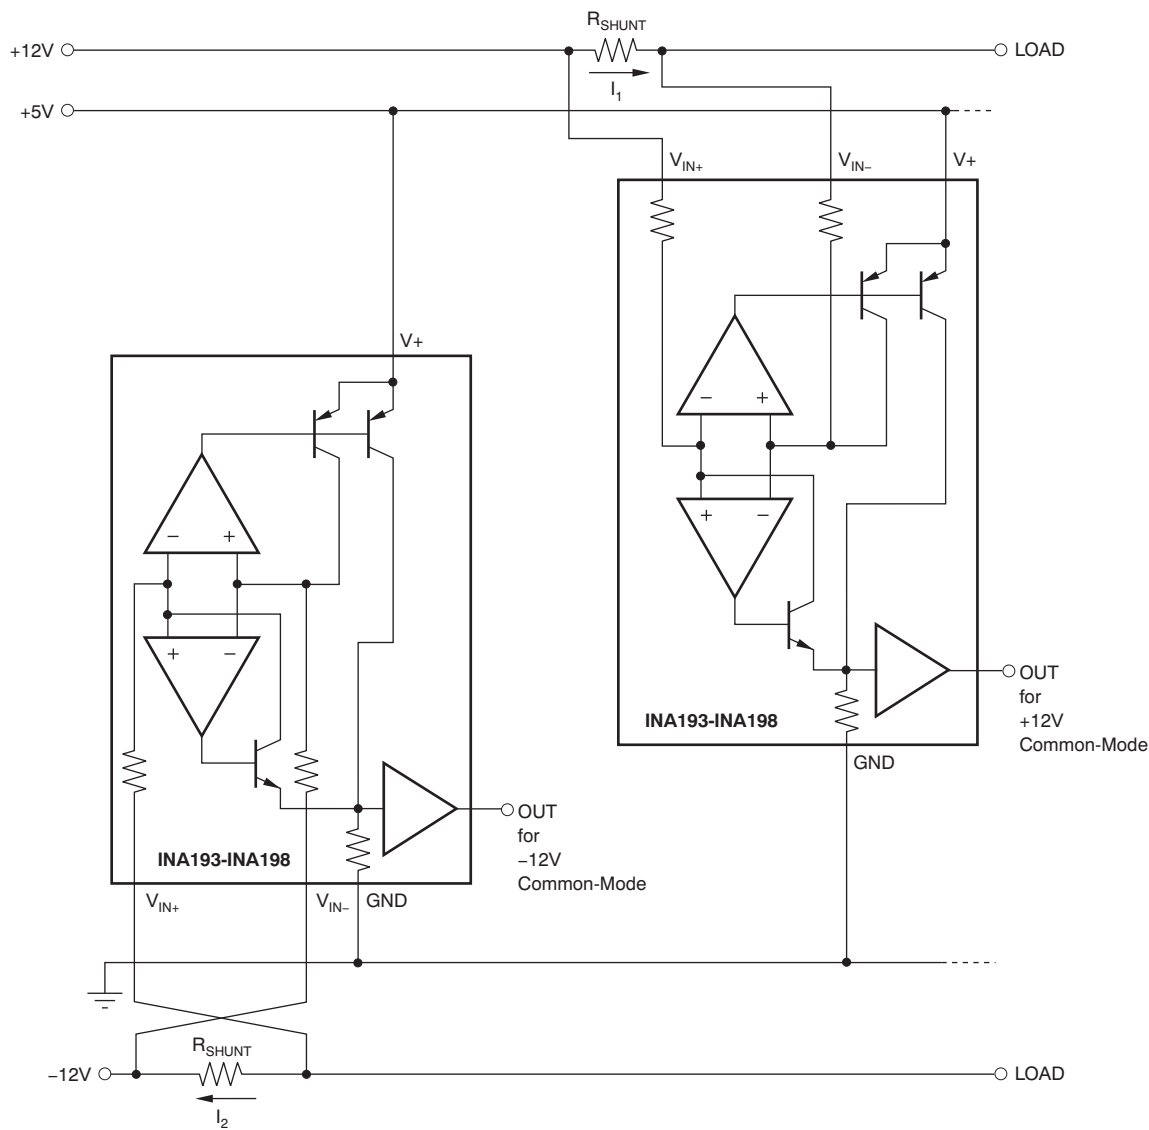 R_SHUNT
+12V
LOAD
I_1
+5V
V_IN+
V_IN−
V+
V+
−
+
+
−
−
+
+
−
OUT
for
+12V
Common-Mode
INA193-INA198
GND
OUT
for
−12V
Common-Mode
INA193-INA198
V_IN+
V_IN−
GND
R_SHUNT
−12V
LOAD
I_2